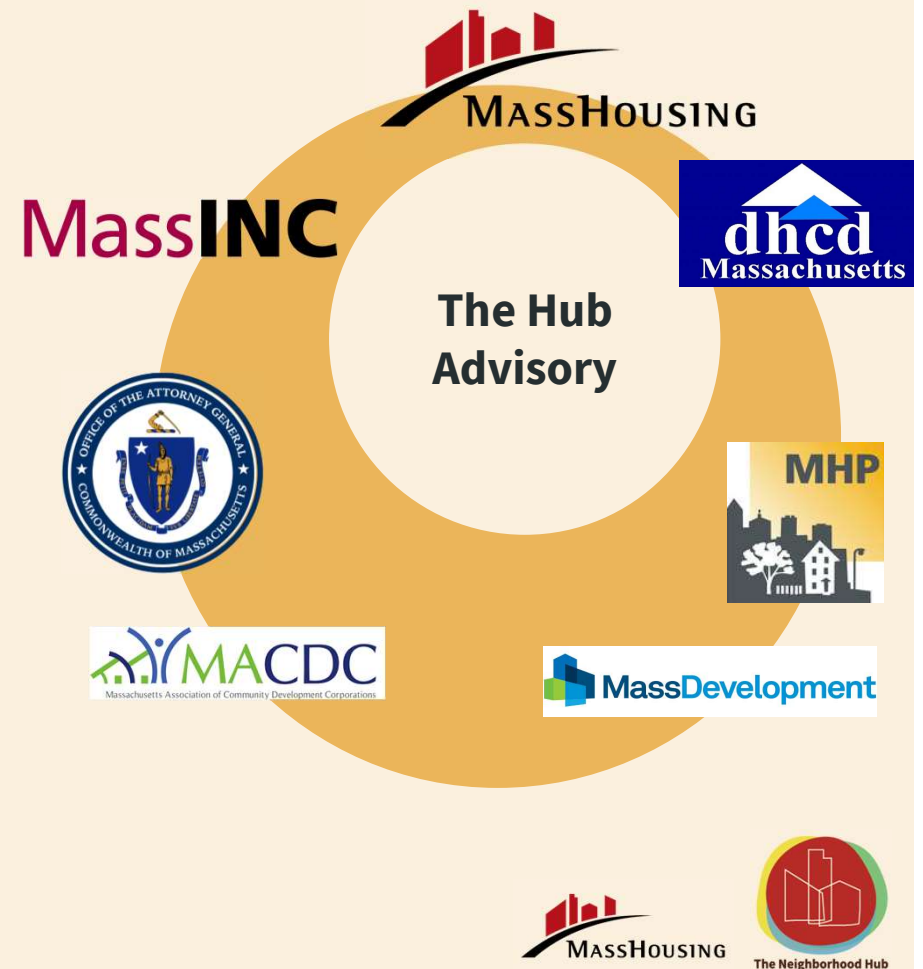 MASSHOUSING
MassINC
dhcd
Massachusetts
The Hub
Advisory
OFFICE OF THE ATTORNEY GENERAL
COMMONWEALTH OF MASSACHUSETTS
MHP
MACDC
Massachusetts Association of Community Development Corporations
MassDevelopment
MASSHOUSING
The Neighborhood Hub